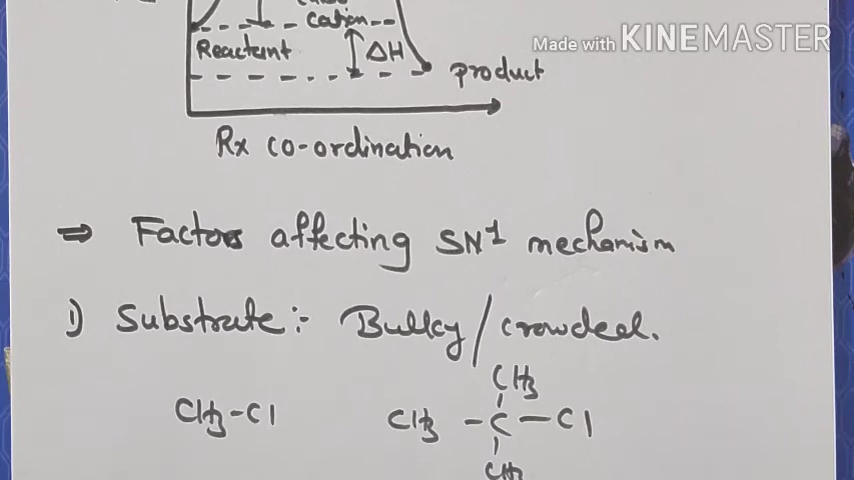 cation
Made with KINEMASTER
Reactant
ΔH
product
Rx co-ordination
⇒ Factors affecting SN1 mechanism
1) Substrate:- Bulky/crowded.
CH3
CH3-Cl CH3 -C-Cl
CH3